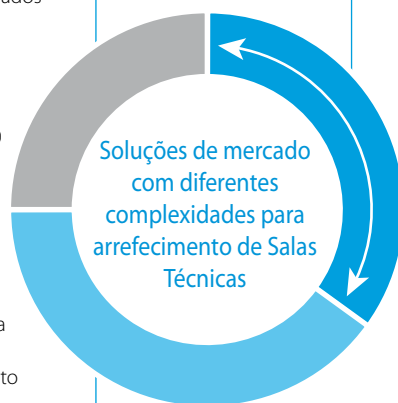 Soluções de mercado
com diferentes
complexidades para
arrefecimento de Salas
Técnicas